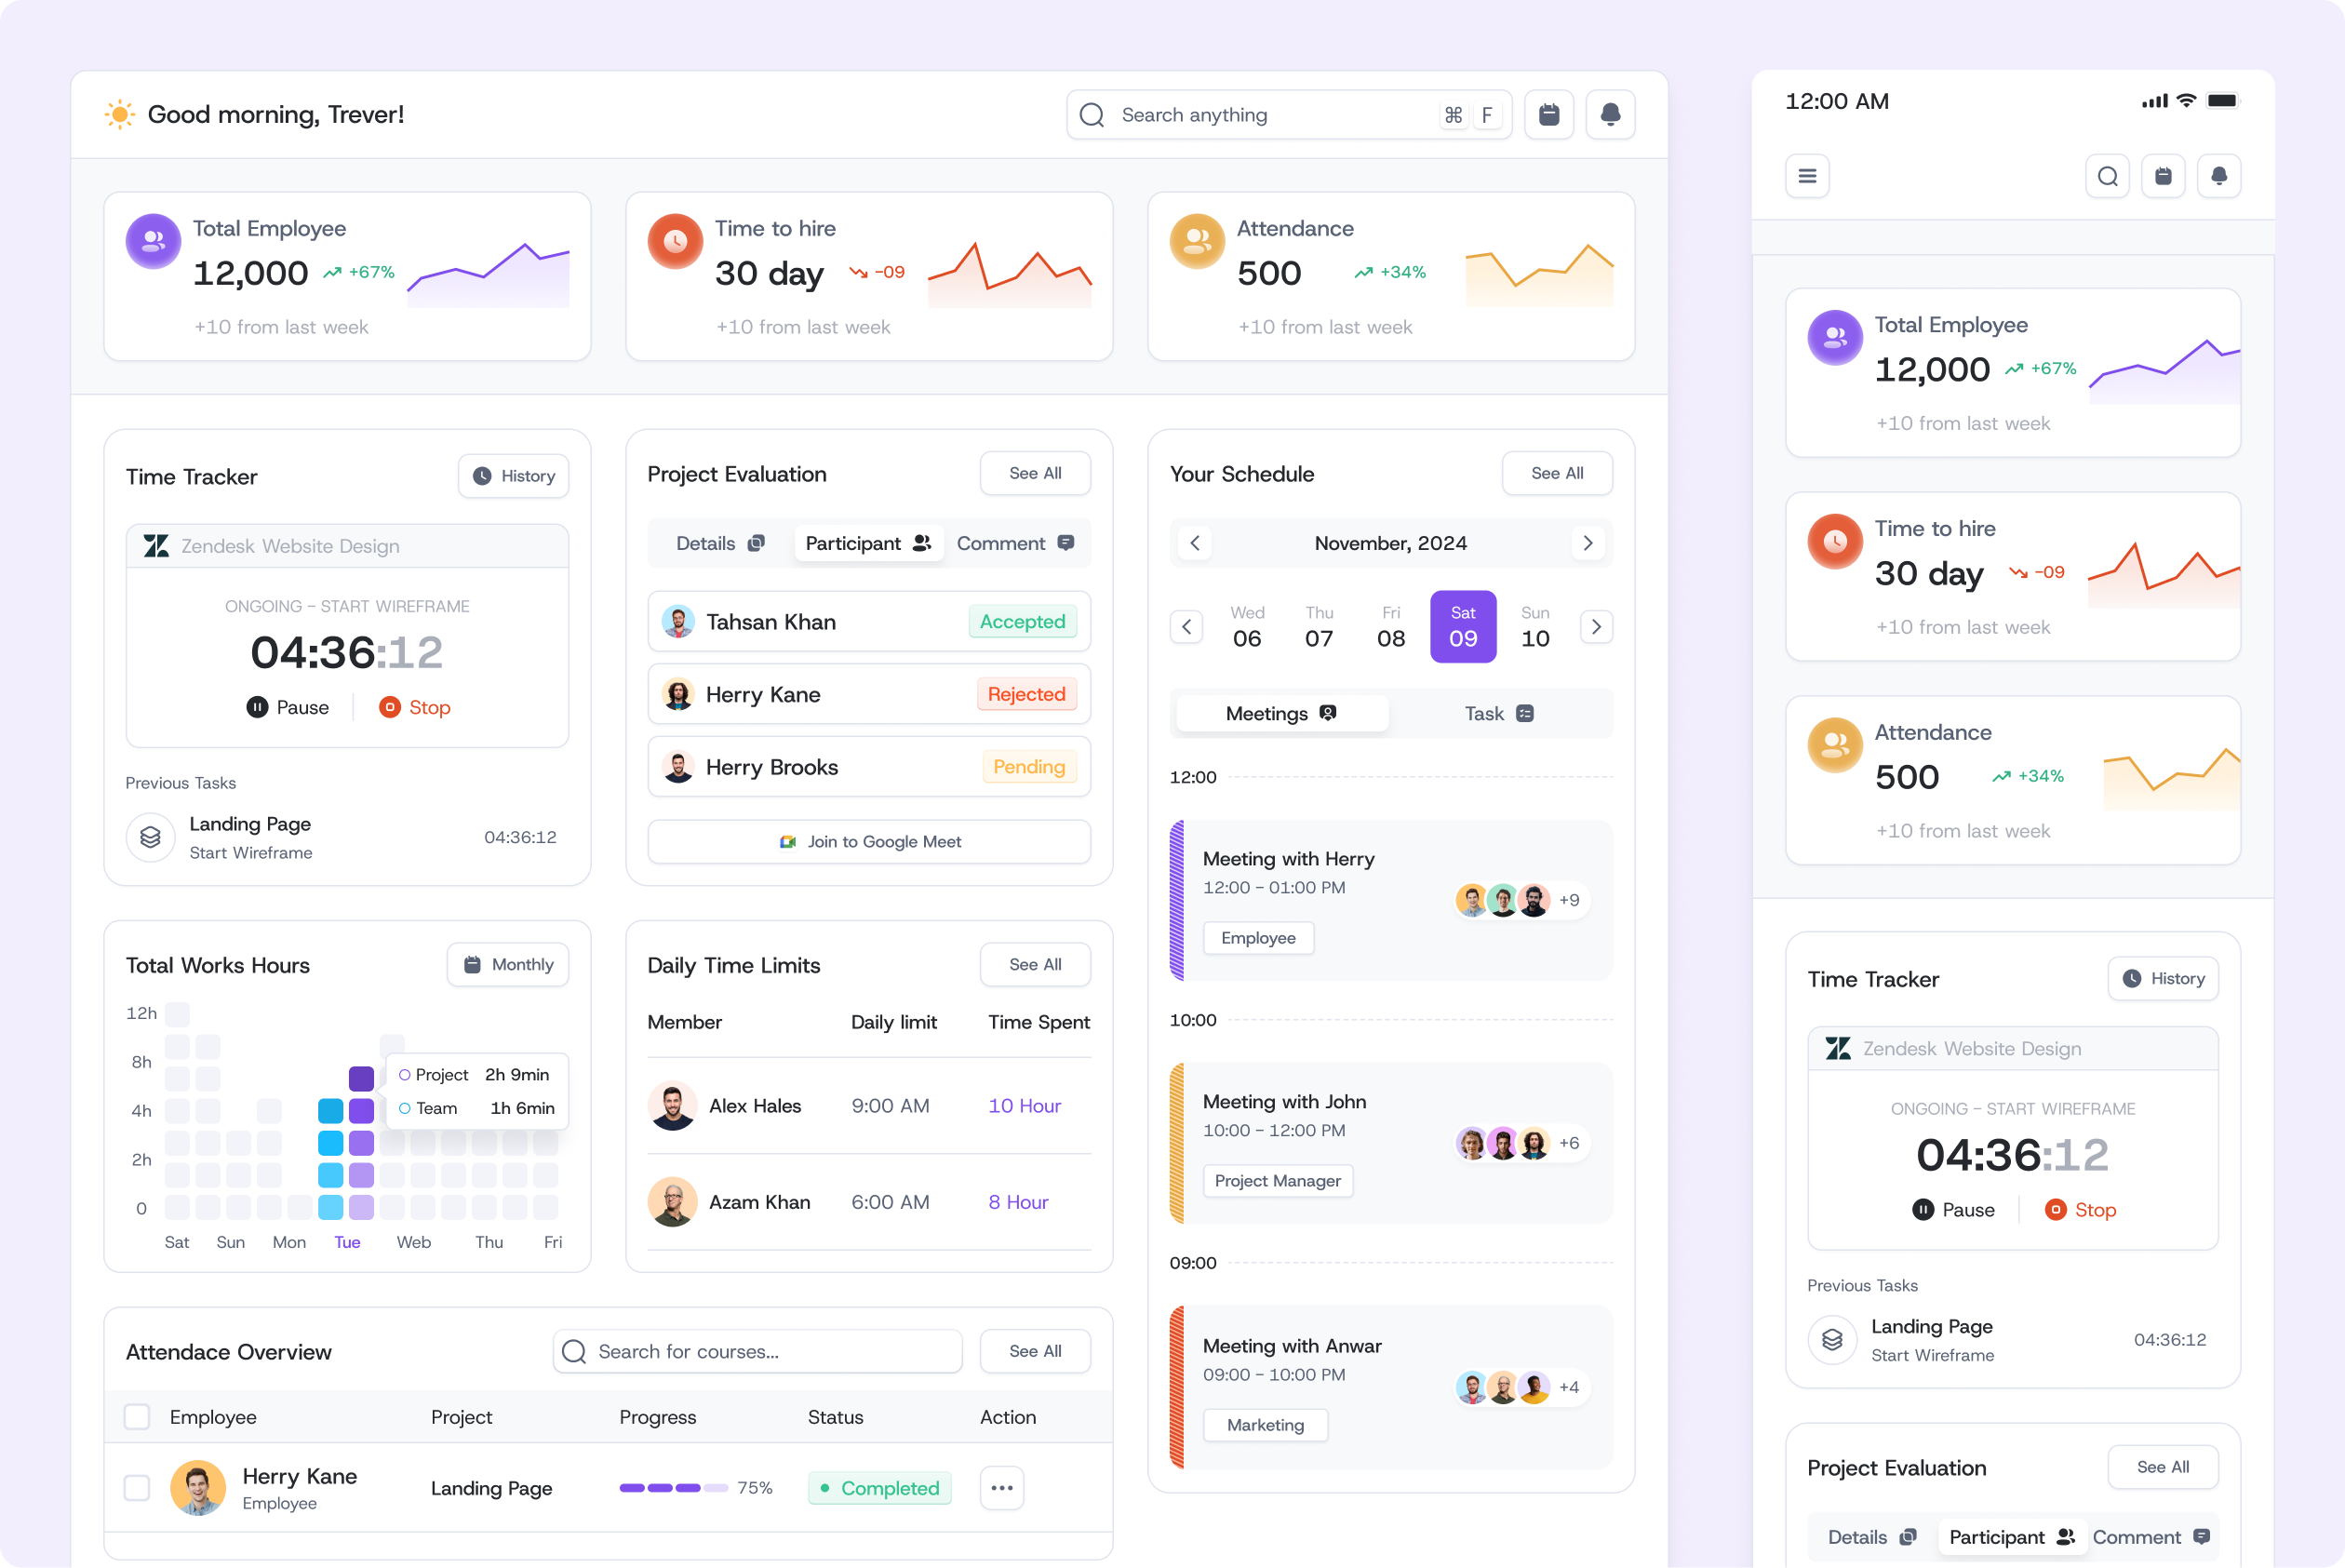 Good morning, Trever!
Search anything
⌘ F
Total Employee
12,000 +67%
+10 from last week
Time to hire
30 day -09
+10 from last week
Attendance
500 +34%
+10 from last week
Time Tracker
History
Zendesk Website Design
ONGOING - START WIREFRAME
04:36:12
Pause
Stop
Previous Tasks
Landing Page
Start Wireframe
04:36:12
Project Evaluation
See All
Details
Participant
Comment
Tahsan Khan
Accepted
Herry Kane
Rejected
Herry Brooks
Pending
Join to Google Meet
Your Schedule
See All
November, 2024
Wed Thu Fri Sat Sun
06 07 08 09 10
Meetings
Task
12:00
Meeting with Herry
12:00 - 01:00 PM
+9
Employee
10:00
Meeting with John
10:00 - 12:00 PM
+6
Project Manager
09:00
Meeting with Anwar
09:00 - 10:00 PM
+4
Marketing
Total Works Hours
Monthly
12h
8h
4h
2h
0
Project 2h 9min
Team 1h 6min
Sat Sun Mon Tue Web Thu Fri
Daily Time Limits
See All
Member Daily limit Time Spent
Alex Hales 9:00 AM 10 Hour
Azam Khan 6:00 AM 8 Hour
Attendace Overview
Search for courses...
See All
Employee Project Progress Status Action
Herry Kane
Employee
Landing Page
75%
Completed
12:00 AM
Total Employee
12,000 +67%
+10 from last week
Time to hire
30 day -09
+10 from last week
Attendance
500 +34%
+10 from last week
Time Tracker
History
Zendesk Website Design
ONGOING - START WIREFRAME
04:36:12
Pause
Stop
Previous Tasks
Landing Page
Start Wireframe
04:36:12
Project Evaluation
See All
Details
Participant
Comment